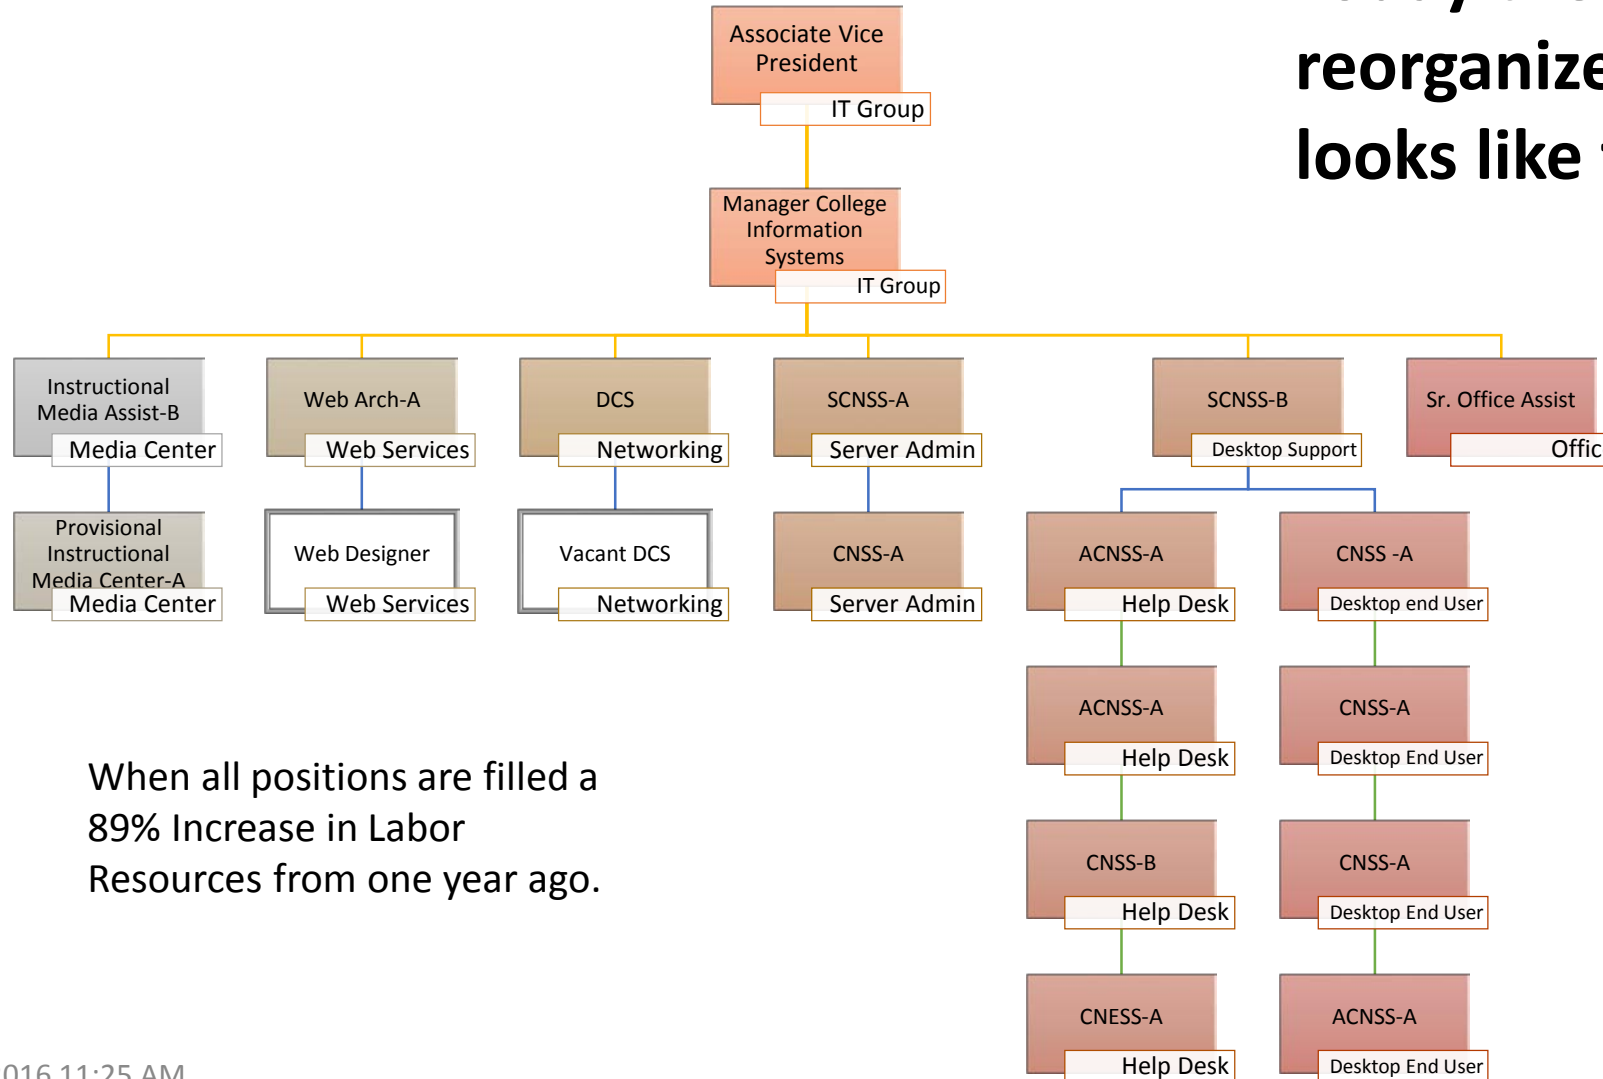 reorganize
looks like
Associate Vice
President
IT Group
Manager College
Information
Systems
IT Group
Instructional
Media Assist-B
Media Center
Web Arch-A
Web Services
DCS
Networking
SCNSS-A
Server Admin
SCNSS-B
Desktop Support
Sr. Office Assist
Offic
Provisional
Instructional
Media Center-A
Media Center
Web Designer
Web Services
Vacant DCS
Networking
CNSS-A
Server Admin
ACNSS-A
Help Desk
CNSS -A
Desktop end User
ACNSS-A
Help Desk
CNSS-A
Desktop End User
CNSS-B
Help Desk
CNSS-A
Desktop End User
CNESS-A
Help Desk
ACNSS-A
Desktop End User
When all positions are filled a
89% Increase in Labor
Resources from one year ago.
2016 11:25 AM